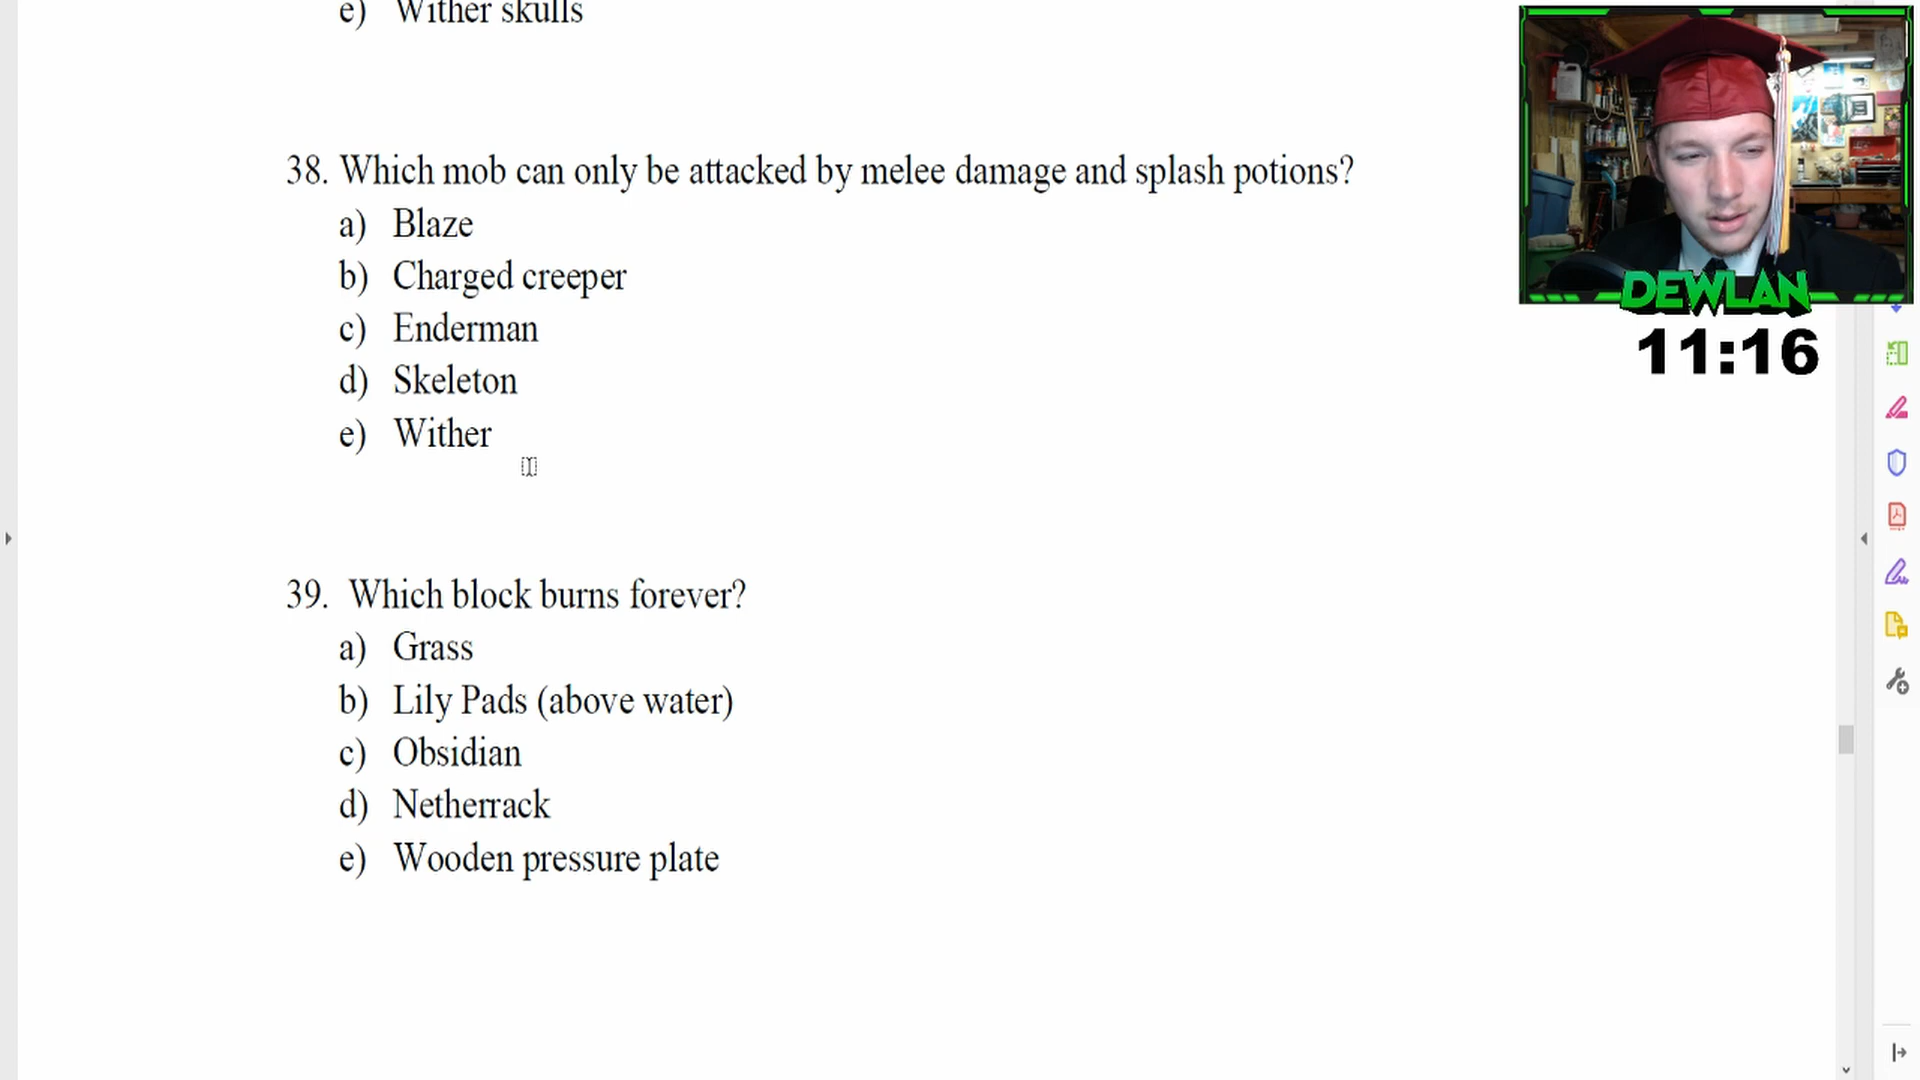 e) Wither skulls
38. Which mob can only be attacked by melee damage and splash potions?
a) Blaze
b) Charged creeper
c) Enderman
d) Skeleton
e) Wither
39. Which block burns forever?
a) Grass
b) Lily Pads (above water)
c) Obsidian
d) Netherrack
e) Wooden pressure plate
DEWLAN
11:16